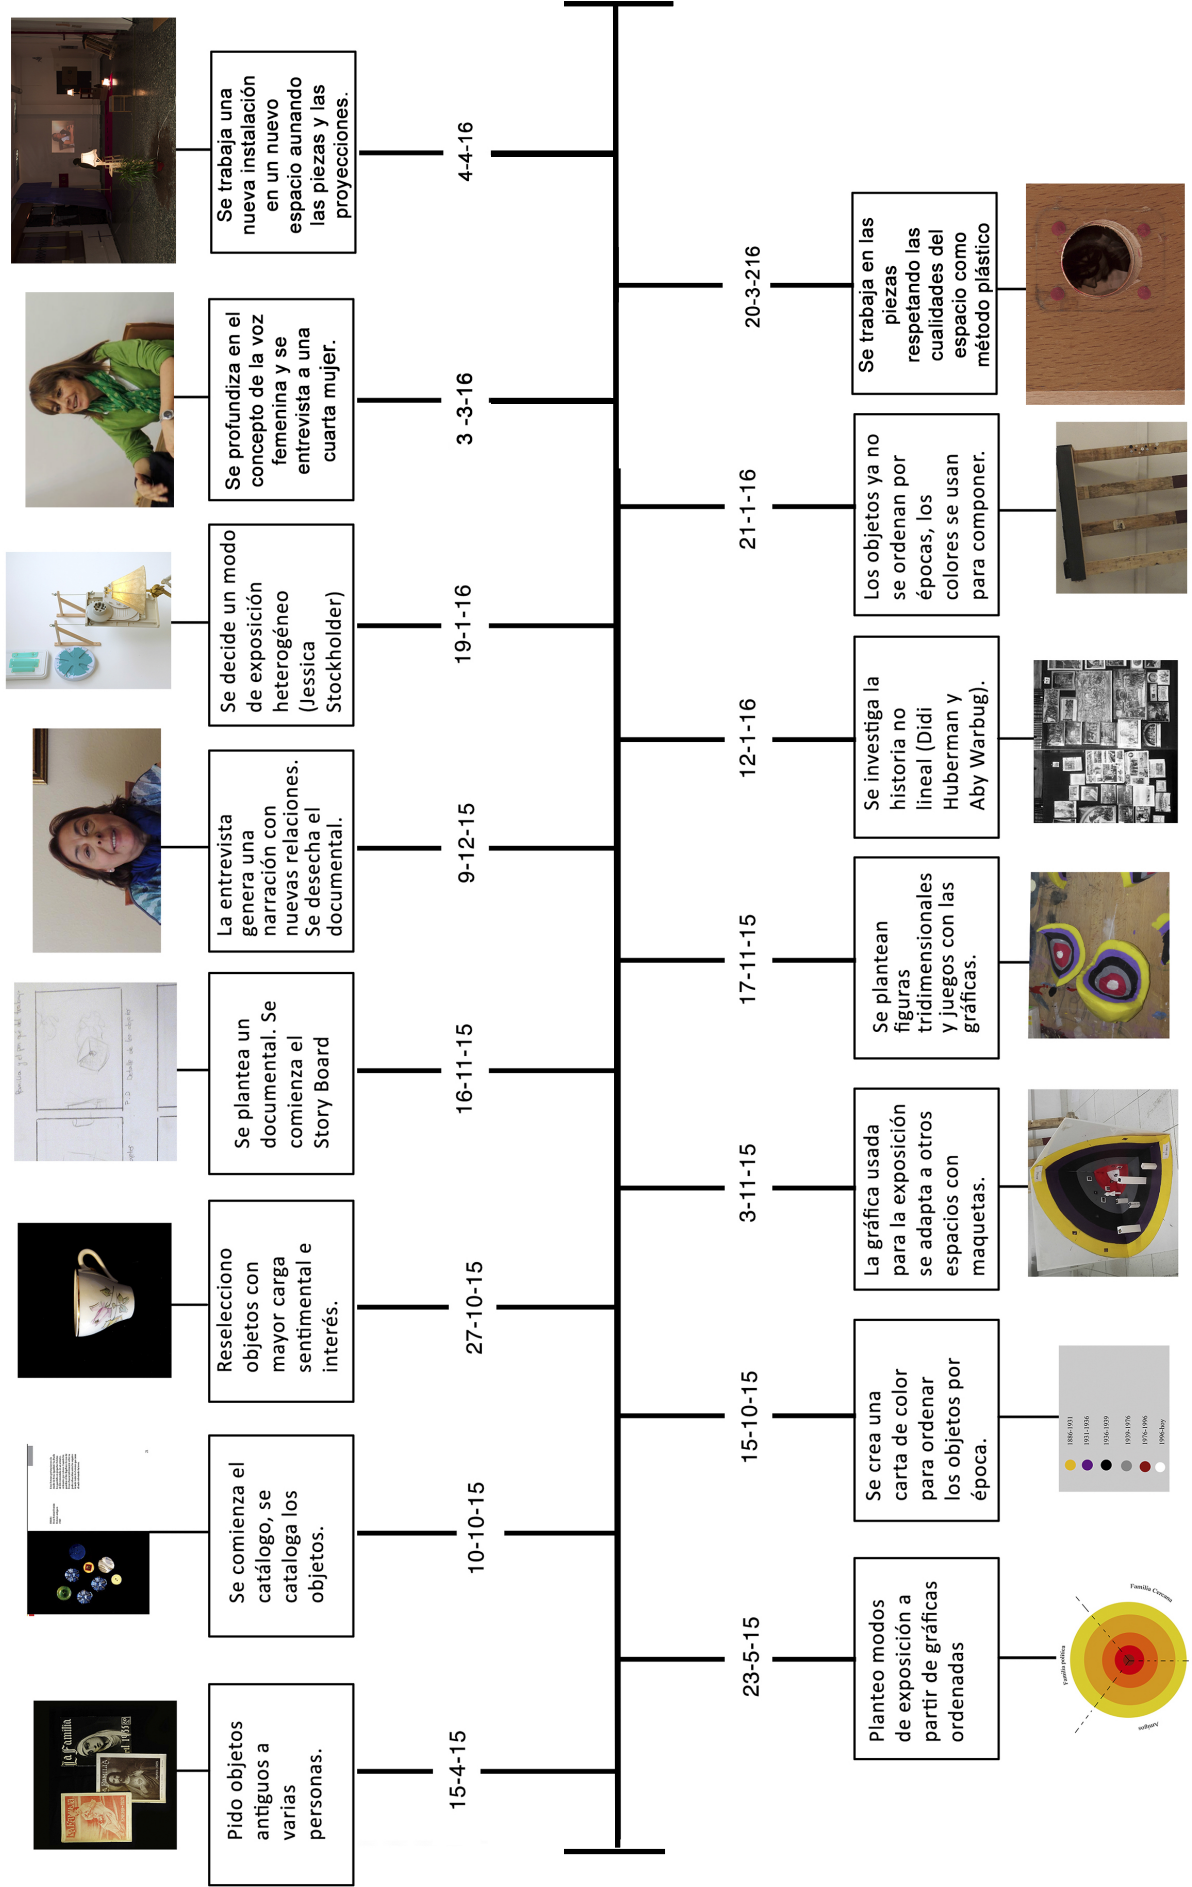 15-4-15
Pido objetos
antiguos a
varias
personas.
La Familia
23-5-15
Planteo modos
de exposición a
partir de gráficas
ordenadas
Familia política
Familia Cercana
Amigos
10-10-15
Se comienza el
catálogo, se
cataloga los
objetos.
15-10-15
Se crea una
carta de color
para ordenar
los objetos por
época.
1886-1931
1931-1936
1936-1939
1939-1976
1976-1996
1996-hoy
27-10-15
Reselecciono
objetos con
mayor carga
sentimental e
interés.
3-11-15
La gráfica usada
para la exposición
se adapta a otros
espacios con
maquetas.
16-11-15
Se plantea un
documental. Se
comienza el
Story Board
17-11-15
Se plantean
figuras
tridimensionales
y juegos con las
gráficas.
9-12-15
La entrevista
genera una
narración con
nuevas relaciones.
Se desecha el
documental.
12-1-16
Se investiga la
historia no
lineal (Didi
Huberman y
Aby Warbug).
19-1-16
Se decide un modo
de exposición
heterogéneo
(Jessica
Stockholder)
21-1-16
Los objetos ya no
se ordenan por
épocas, los
colores se usan
para componer.
3 -3-16
Se profundiza en el
concepto de la voz
femenina y se
entrevista a una
cuarta mujer.
20-3-216
Se trabaja en las
piezas
respetando las
cualidades del
espacio como
método plástico
4-4-16
Se trabaja una
nueva instalación
en un nuevo
espacio aunando
las piezas y las
proyecciones.